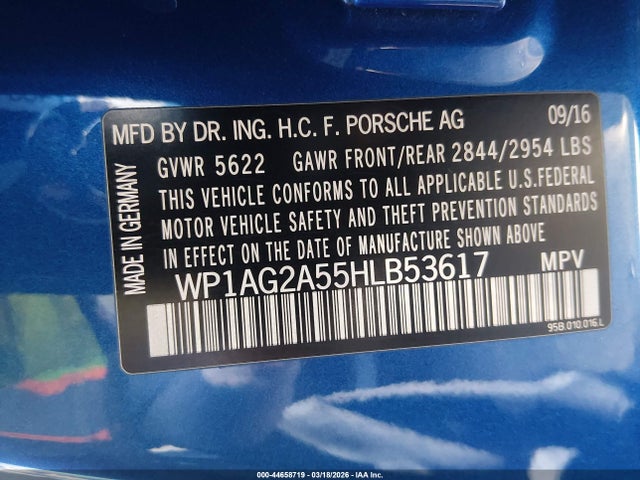 MFD BY DR. ING. H.C. F. PORSCHE AG 09/16
MADE IN GERMANY
GVWR 5622 GAWR FRONT/REAR 2844/2954 LBS
THIS VEHICLE CONFORMS TO ALL APPLICABLE U.S.FEDERAL
MOTOR VEHICLE SAFETY AND THEFT PREVENTION STANDARDS
IN EFFECT ON THE DATE OF MANUFACTURE SHOWN ABOVE
WP1AG2A55HLB53617 MPV
95B.010.016.L
000-44658719 | 03/18/2026 | IAA Inc.